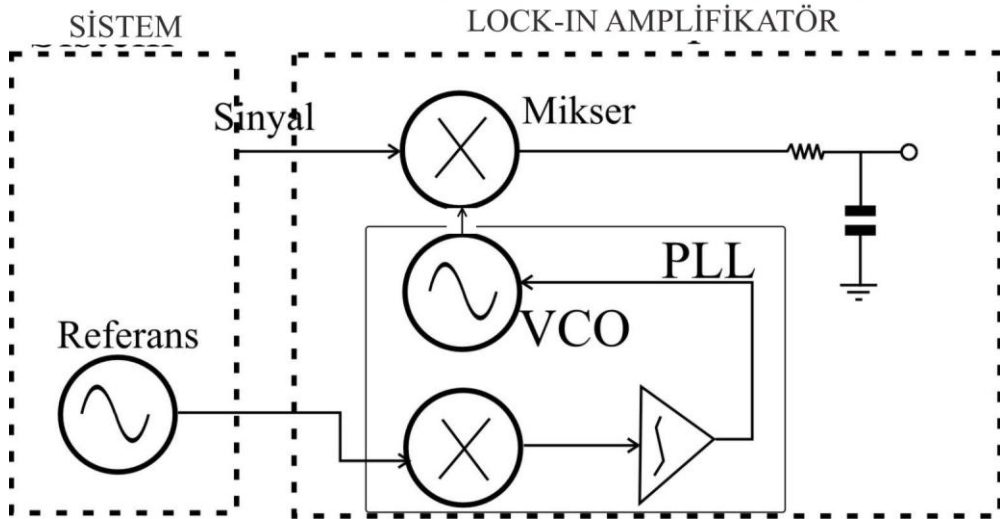 SİSTEM
LOCK-IN AMPLİFİKATÖR
Sinyal
Mikser
PLL
VCO
Referans